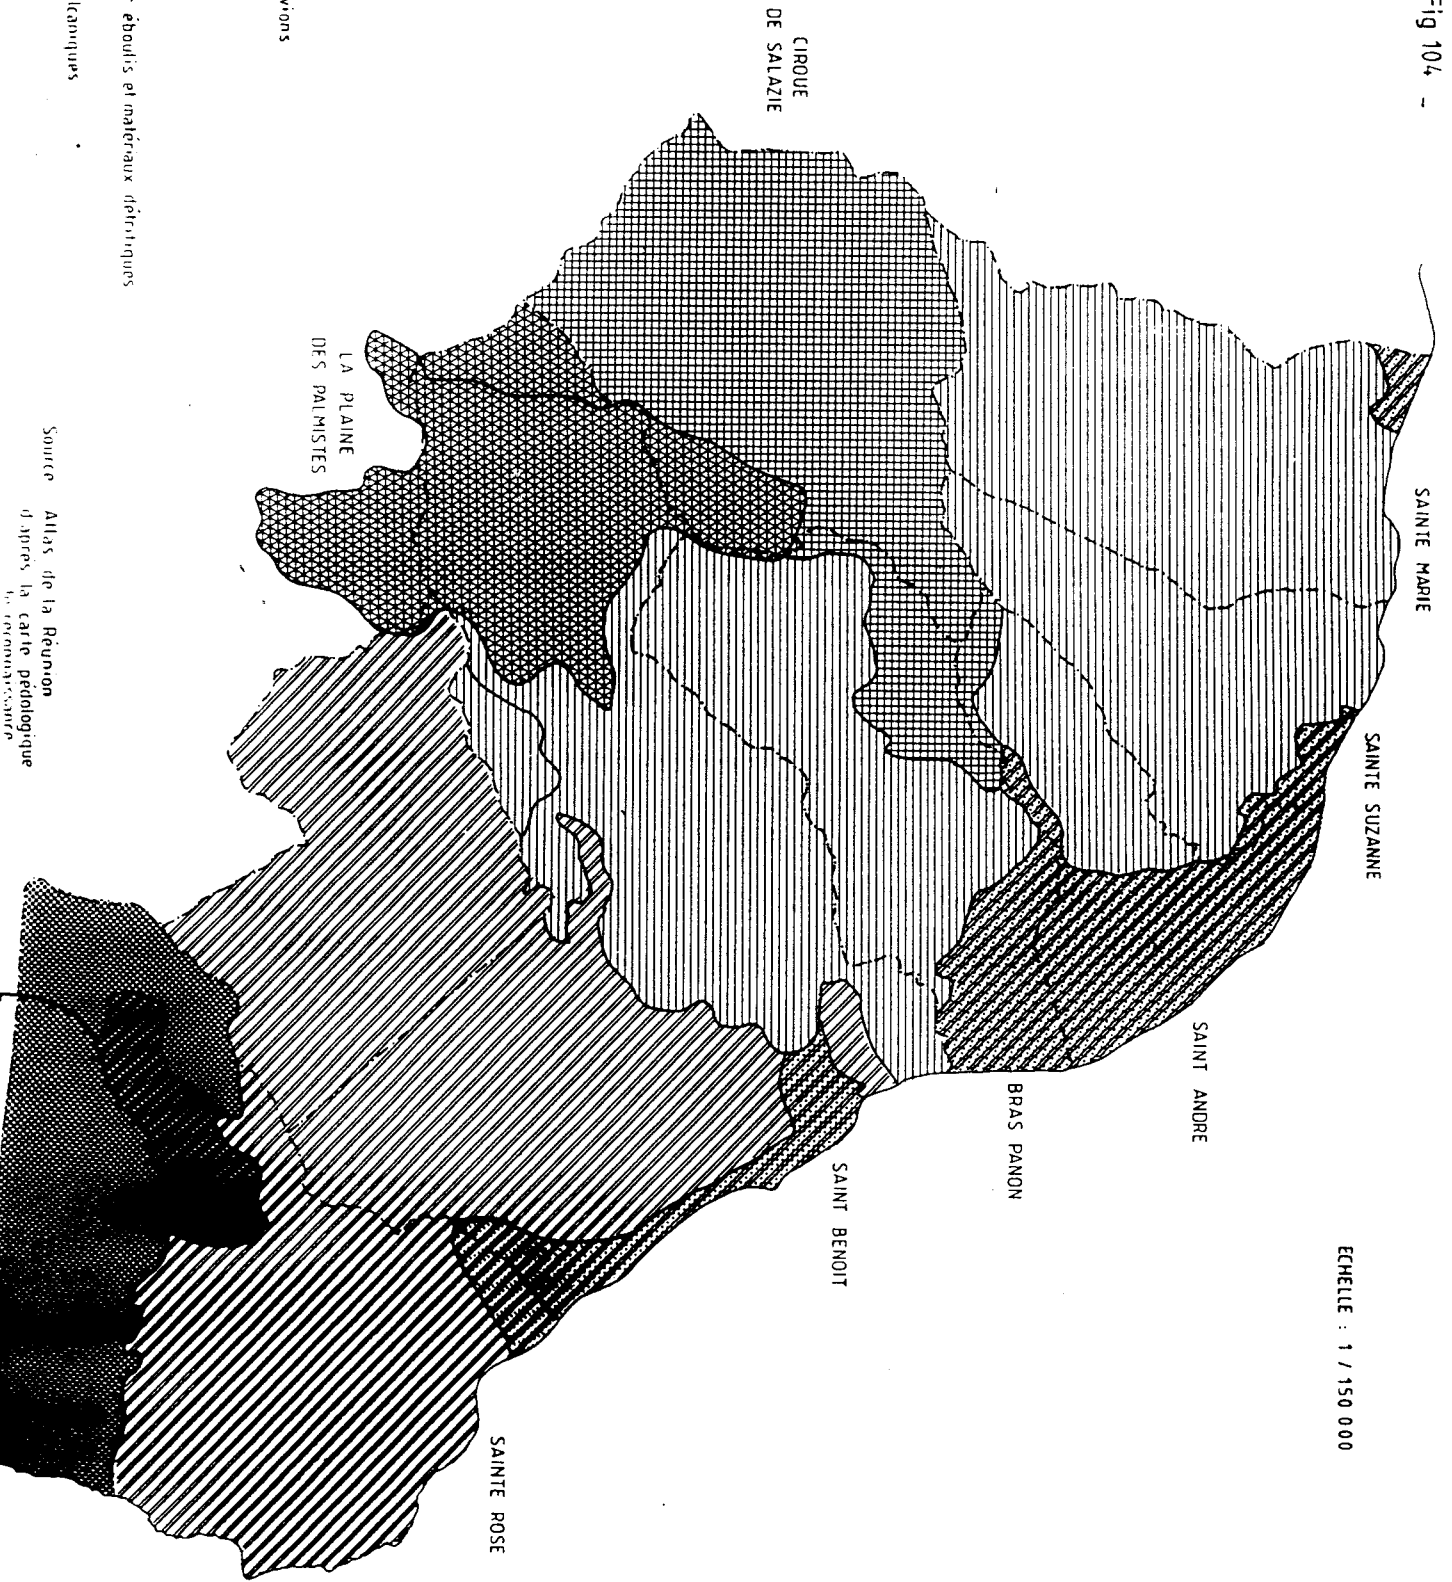 Fig 104 -
SAINTE MARIE
SAINTE SUZANNE
ECHELLE : 1 / 150 000
SAINT ANDRE
BRAS PANON
SAINT BENOIT
CIRQUE
DE SALAZIE
SAINTE ROSE
LA PLAINE
DES PALMISTES
éboulis et matériaux détritiques
Source Atlas de la Réunion
d'après la carte pédologique
de reconnaissance